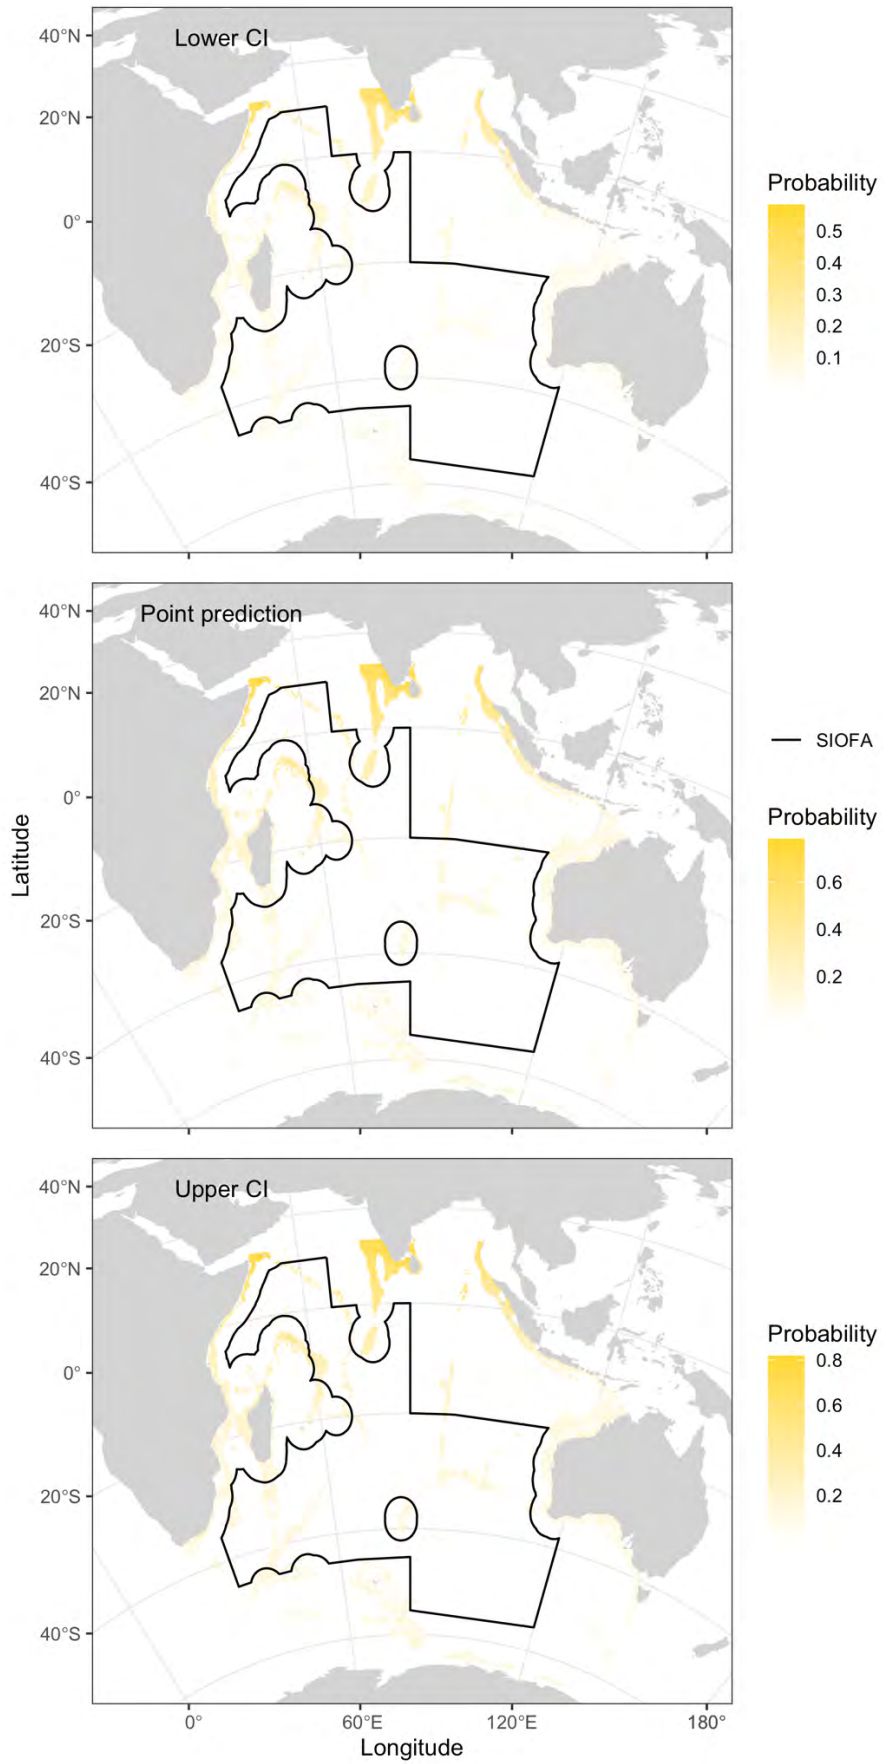 Lower CI
40°N
20°N
0°
20°S
40°S
Probability
0.5
0.4
0.3
0.2
0.1
Point prediction
40°N
20°N
0°
20°S
40°S
Latitude
SIOFA
Probability
0.6
0.4
0.2
Upper CI
40°N
20°N
0°
20°S
40°S
Probability
0.8
0.6
0.4
0.2
0° 60°E 120°E 180°
Longitude